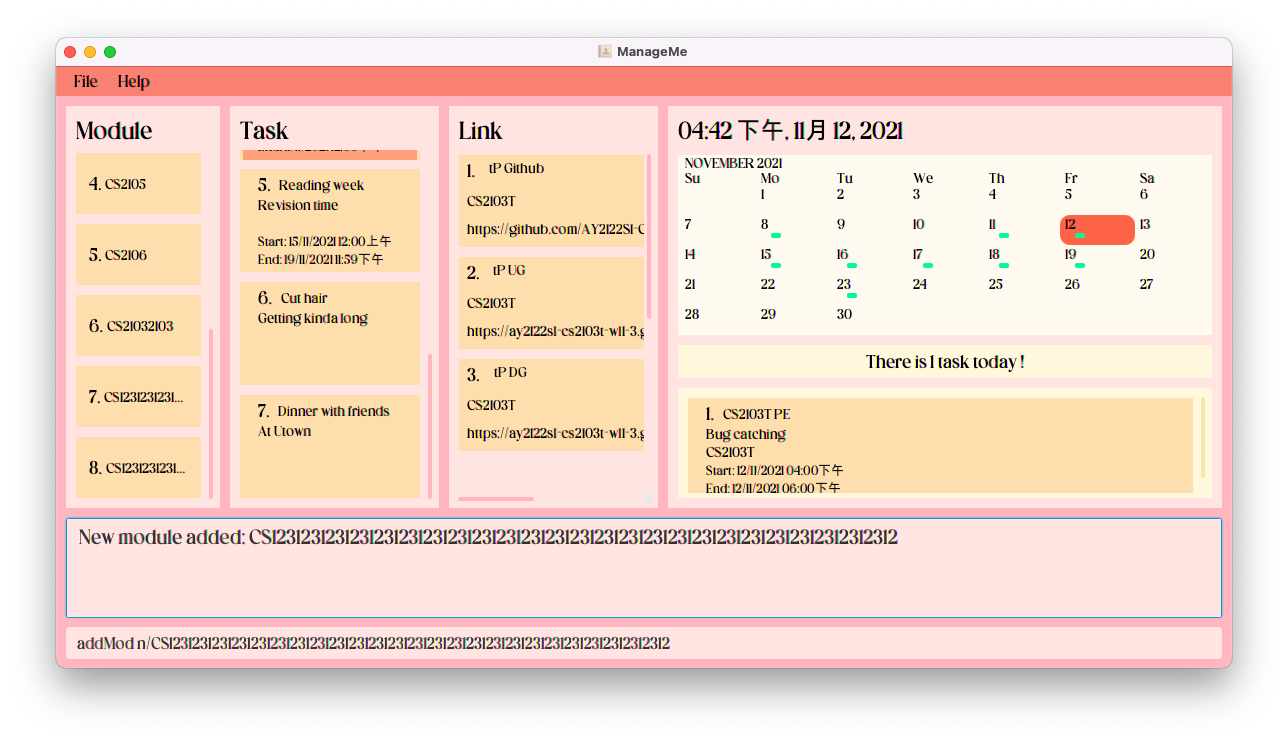 ManageMe
File Help
Module
4. CS2105
5. CS2106
6. CS21032103
7. CS1231231231...
8. CS1231231231...
Task
5. Reading week
Revision time
Start: 15/11/2021 12:00上午
End: 19/11/2021 11:59下午
6. Cut hair
Getting kinda long
7. Dinner with friends
At Utown
Link
1. tP Github
CS2103T
https://github.com/AY2122S1-C
2. tP UG
CS2103T
https://ay2122s1-cs2103t-w11-3.g
3. tP DG
CS2103T
https://ay2122s1-cs2103t-w11-3.g
04:42 下午, 11月 12, 2021
NOVEMBER 2021
Su Mo Tu We Th Fr Sa
1 2 3 4 5 6
7 8 9 10 11 12 13
14 15 16 17 18 19 20
21 22 23 24 25 26 27
28 29 30
There is 1 task today !
1. CS2103T PE
Bug catching
CS2103T
Start: 12/11/2021 04:00下午
End: 12/11/2021 06:00下午
New module added: CS12312312312312312312312312312312312312312312312312312312312312312312312312312
addMod n/CS12312312312312312312312312312312312312312312312312312312312312312312312312312